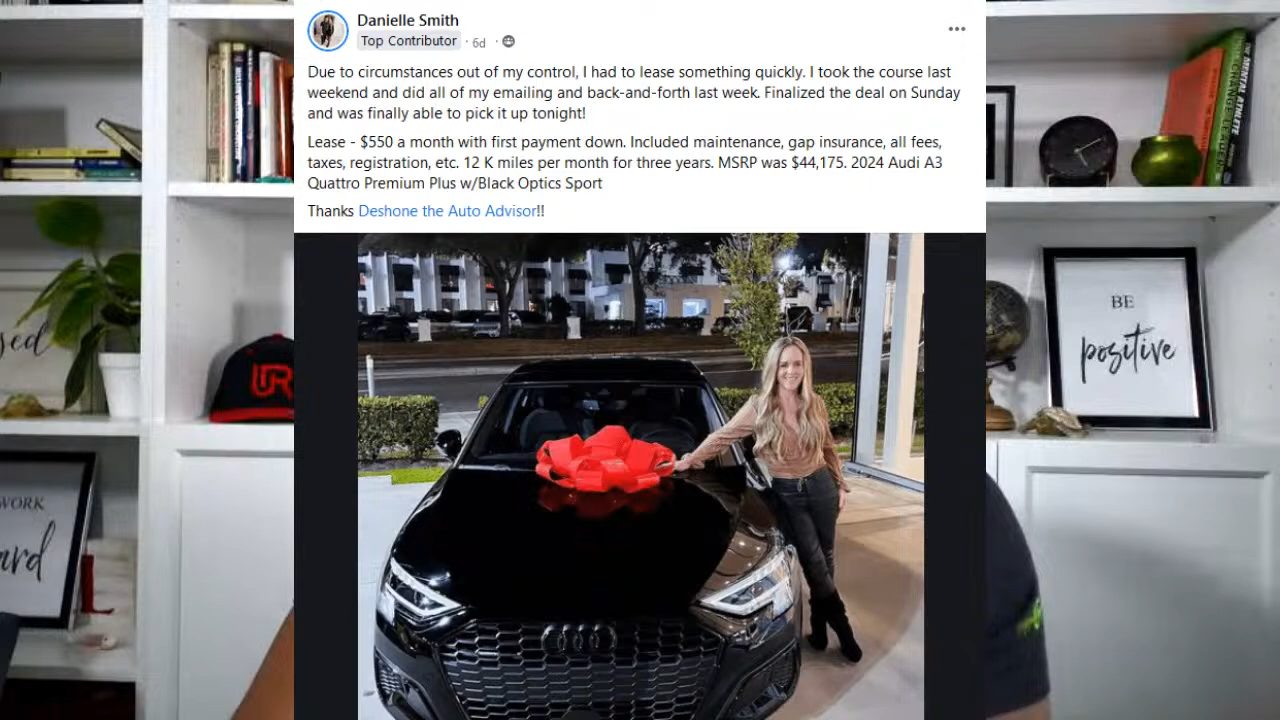 Danielle Smith
Top Contributor · 6d ·
Due to circumstances out of my control, I had to lease something quickly. I took the course last
weekend and did all of my emailing and back-and-forth last week. Finalized the deal on Sunday
and was finally able to pick it up tonight!
Lease - $550 a month with first payment down. Included maintenance, gap insurance, all fees,
taxes, registration, etc. 12 K miles per month for three years. MSRP was $44,175. 2024 Audi A3
Quattro Premium Plus w/Black Optics Sport
Thanks Deshone the Auto Advisor!!
THE MENTAL ATHLETE
BE
positive
sed
UR
WORK
ard